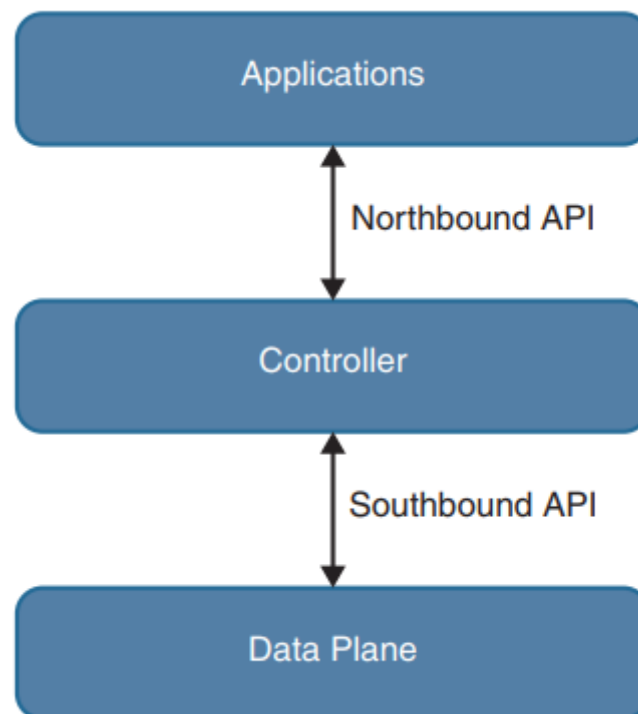 Applications
Northbound API
Controller
Southbound API
Data Plane